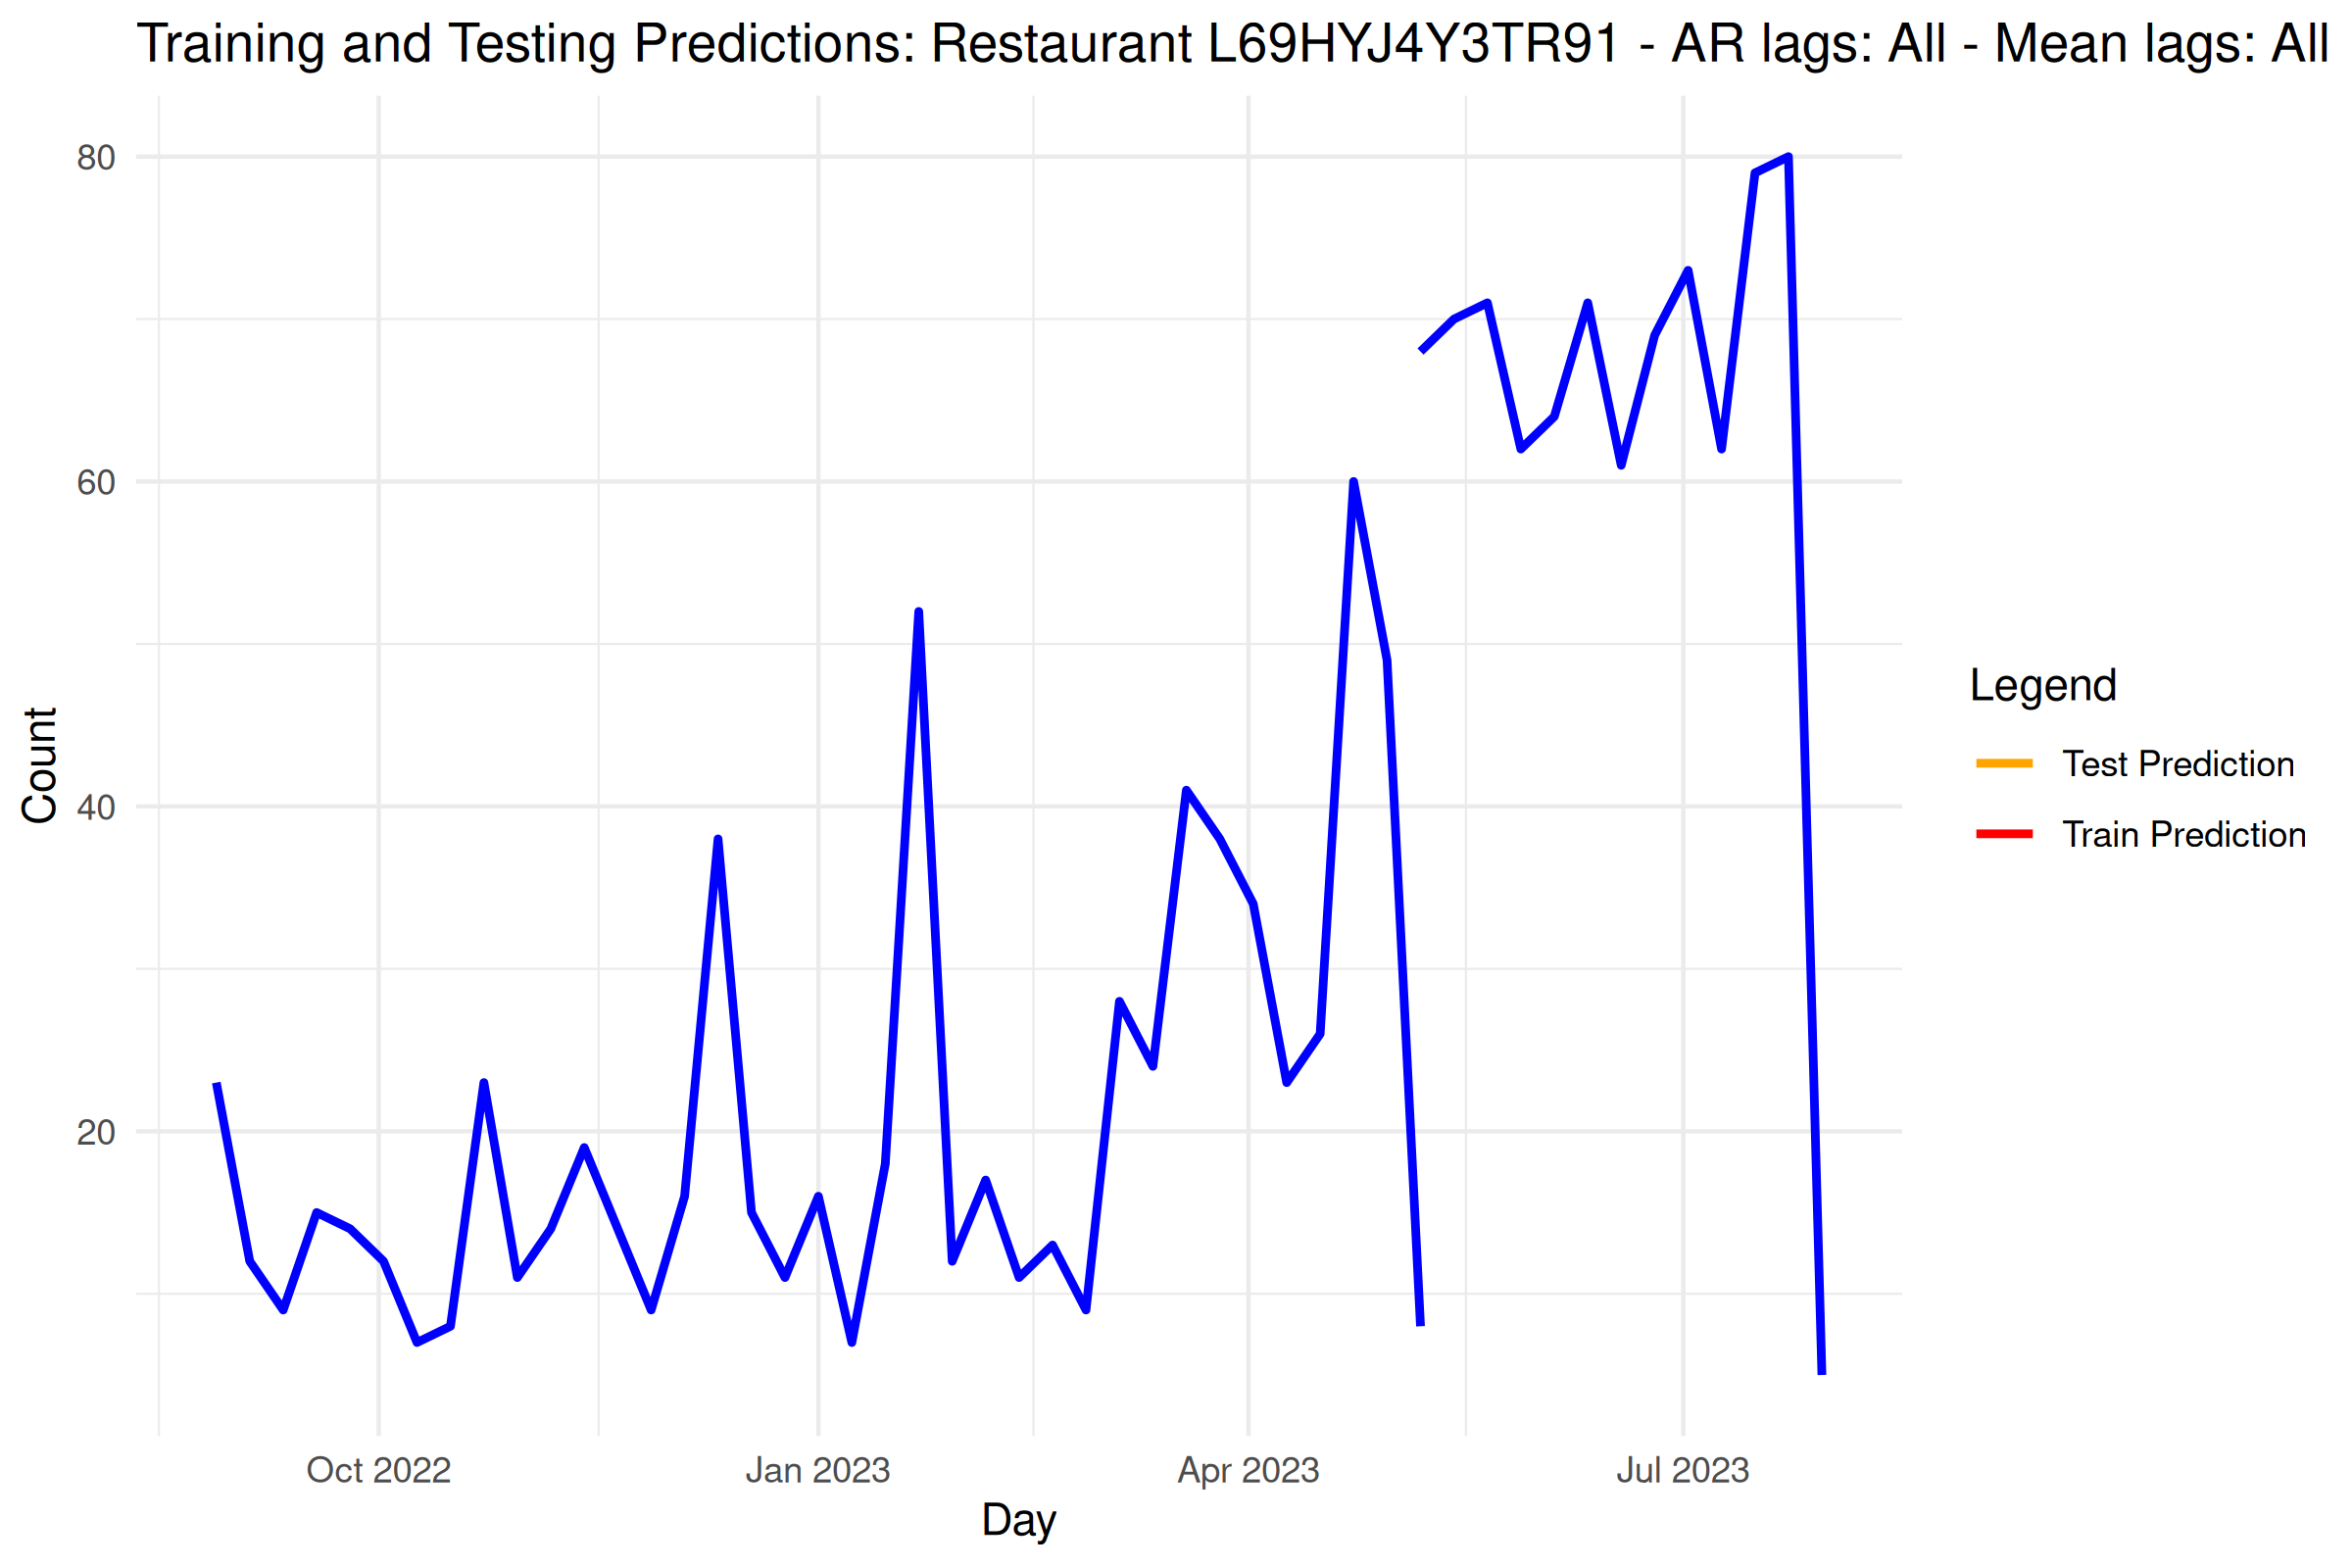 Training and Testing Predictions: Restaurant L69HYJ4Y3TR91 - AR lags: All - Mean lags: All
80
60
40
20
Count
Oct 2022
Jan 2023
Apr 2023
Jul 2023
Day
Legend
Test Prediction
Train Prediction